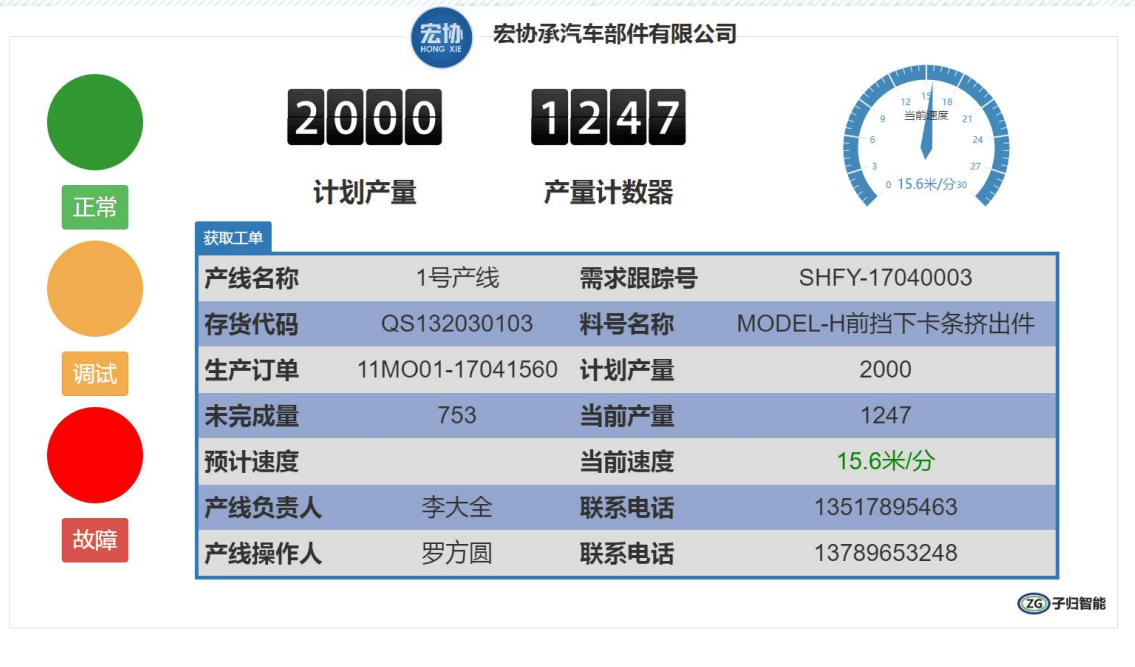 宏协
HONG XIE
宏协承汽车部件有限公司
2000
1247
计划产量
产量计数器
0
3
6
9
12
15
18
21
24
27
30
当前速度
15.6米/分
正常
调试
故障
获取工单
产线名称 1号产线 需求跟踪号 SHFY-17040003
存货代码 QS132030103 料号名称 MODEL-H前挡下卡条挤出件
生产订单 11MO01-17041560 计划产量 2000
未完成量 753 当前产量 1247
预计速度 当前速度 15.6米/分
产线负责人 李大全 联系电话 13517895463
产线操作人 罗方圆 联系电话 13789653248
ZG 子归智能